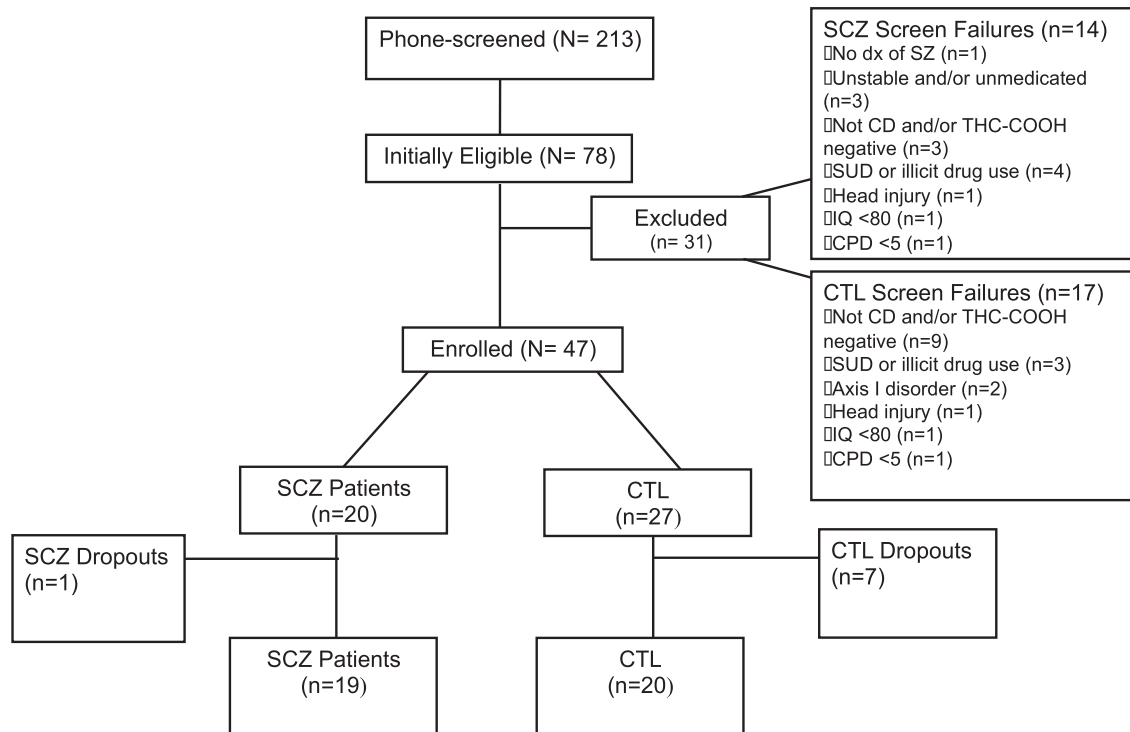 Phone-screened (N= 213)
Initially Eligible (N= 78)
Excluded
(n= 31)
SCZ Screen Failures (n=14)
▯No dx of SZ (n=1)
▯Unstable and/or unmedicated
(n=3)
▯Not CD and/or THC-COOH
negative (n=3)
▯SUD or illicit drug use (n=4)
▯Head injury (n=1)
▯IQ <80 (n=1)
▯CPD <5 (n=1)
CTL Screen Failures (n=17)
▯Not CD and/or THC-COOH
negative (n=9)
▯SUD or illicit drug use (n=3)
▯Axis I disorder (n=2)
▯Head injury (n=1)
▯IQ <80 (n=1)
▯CPD <5 (n=1)
Enrolled (N= 47)
SCZ Patients
(n=20)
CTL
(n=27)
SCZ Dropouts
(n=1)
CTL Dropouts
(n=7)
SCZ Patients
(n=19)
CTL
(n=20)